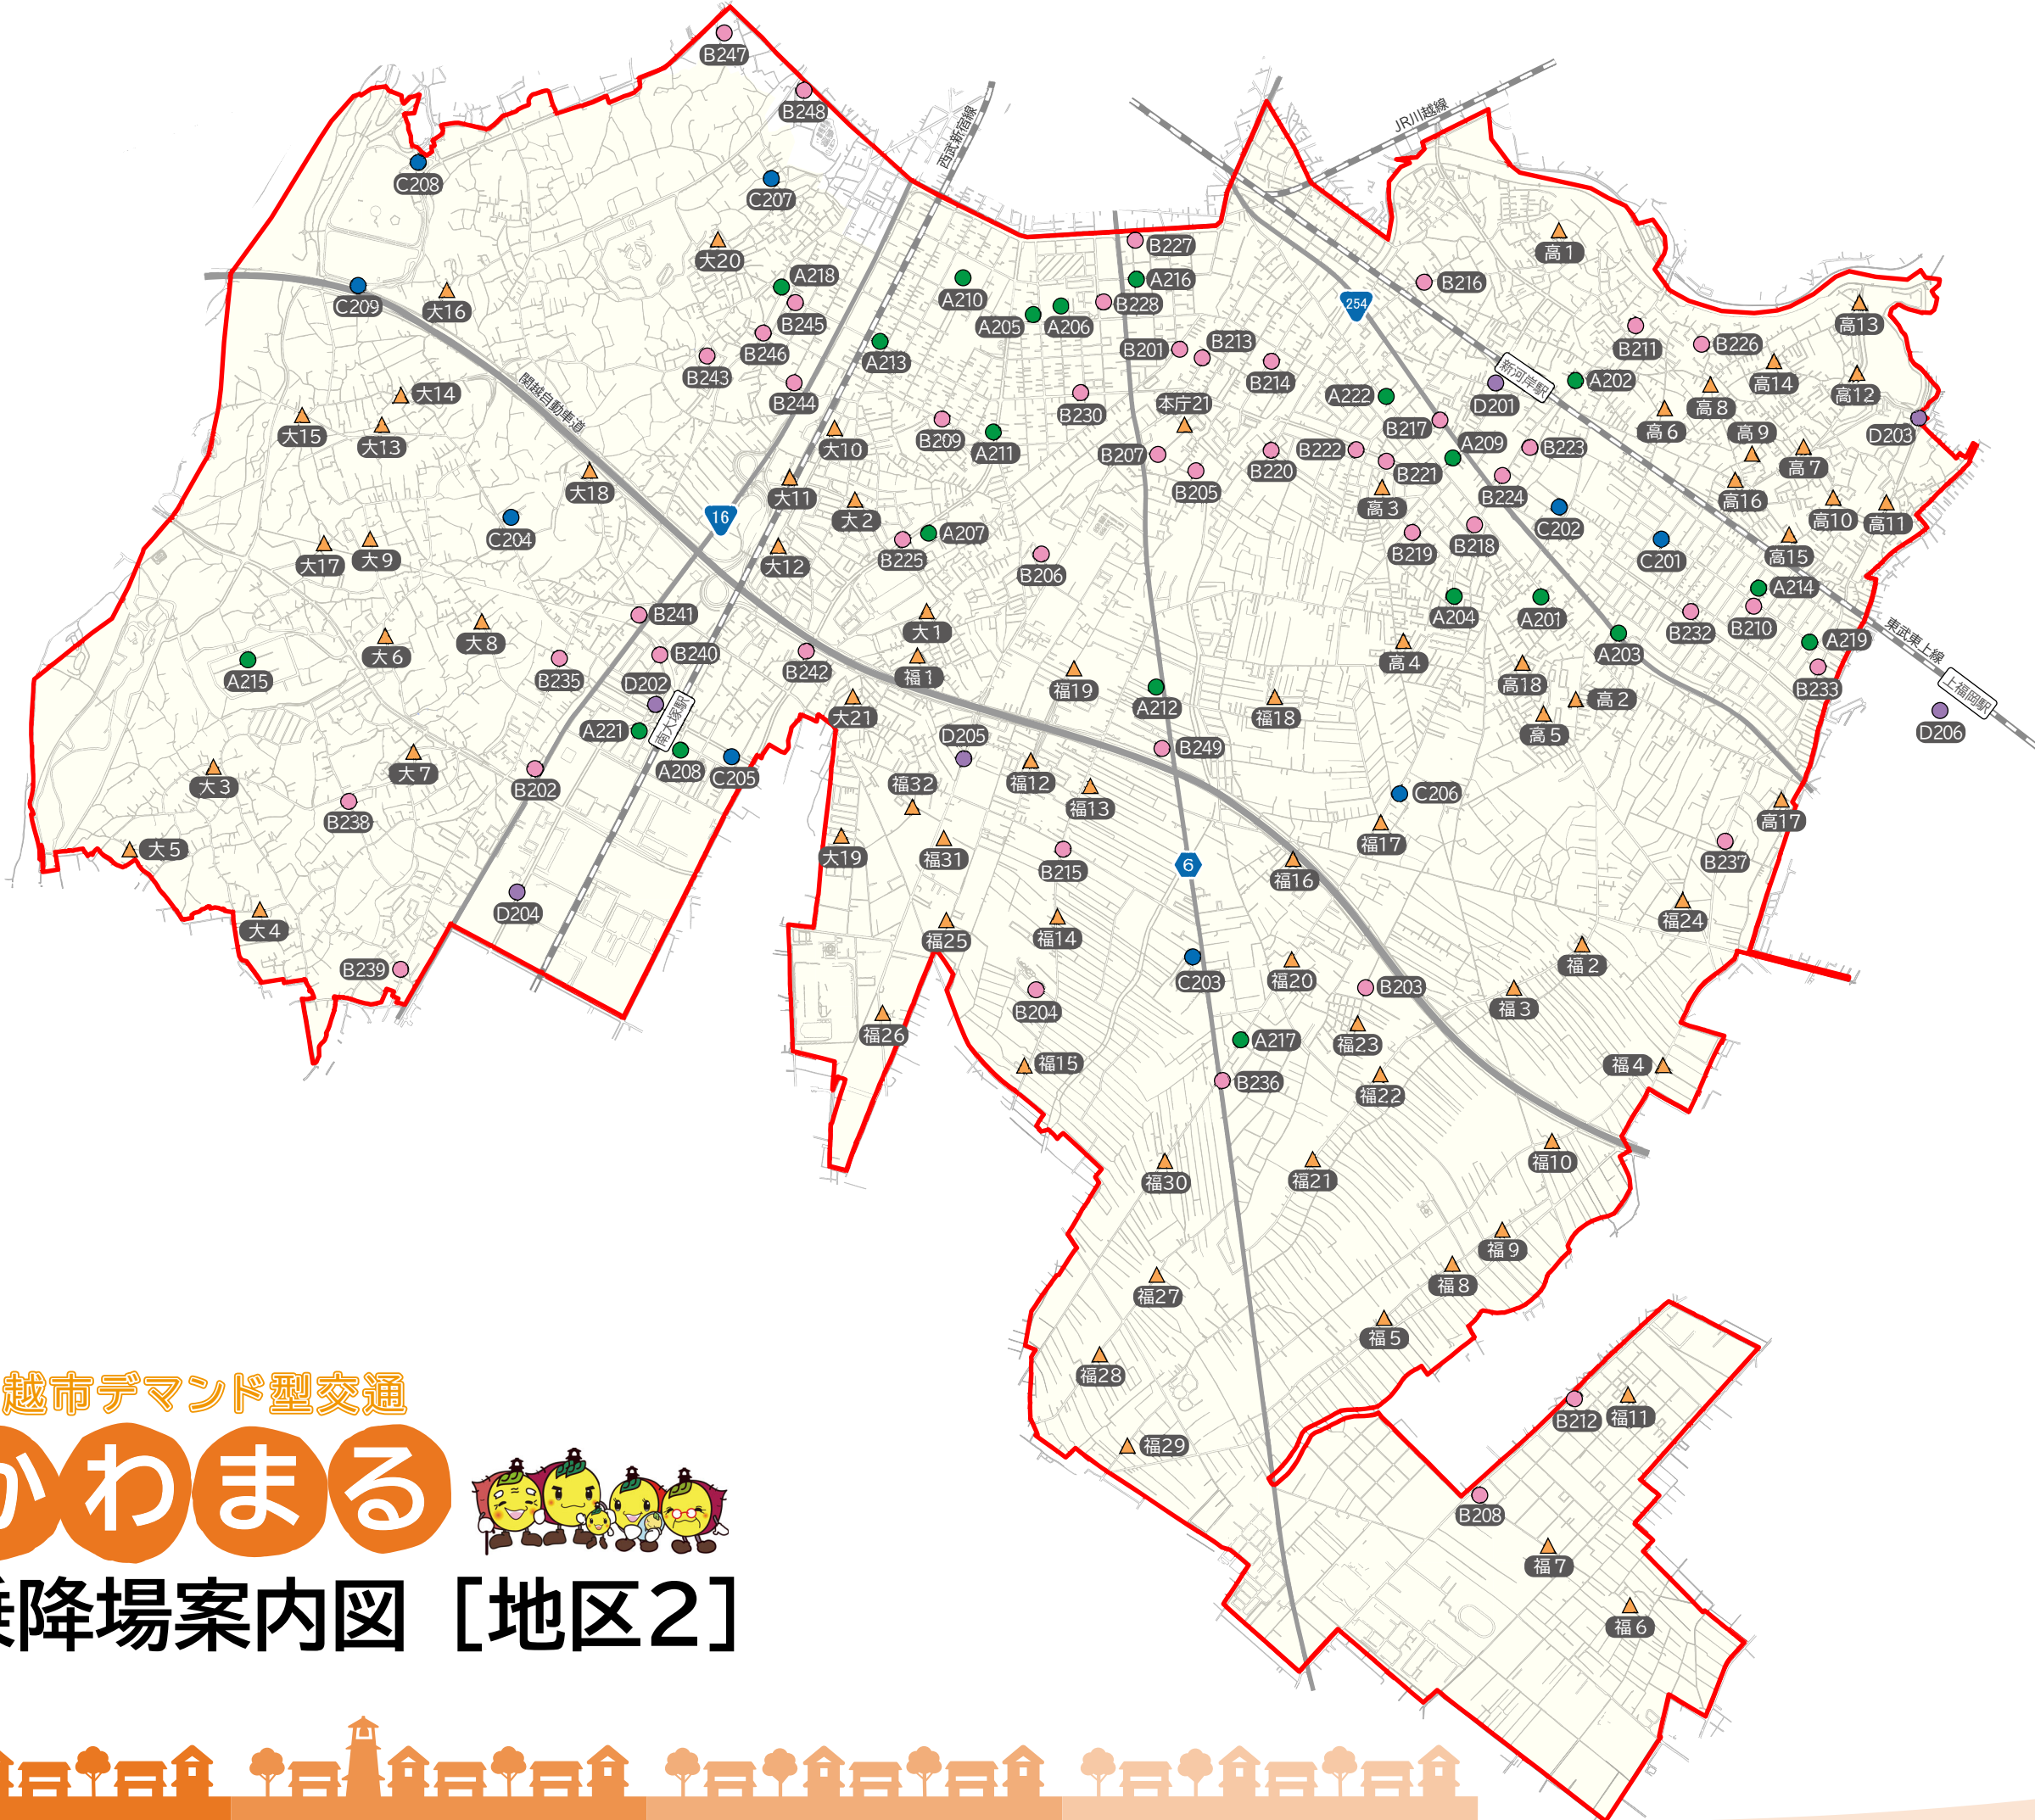 B247
B248
JR川越線
西武新宿線
C208
C207
B227
高1
大20
A218
A216
B216
254
C209
大16
A210
B228
高13
B245
A205
A206
B246
A213
B201
B213
B211
B226
B243
B214
新河岸駅
A202
高14
関越自動車道
大14
B244
A222
D201
高12
B230
本庁21
高8
大15
大13
B209
B217
高6
高9
D203
大10
A211
B207
A209
B223
B222
B221
高7
大18
B205
B220
B224
高16
大11
高3
16
大2
高10
高11
C204
A207
C202
B225
B219
B218
大17
大9
大12
B206
C201
高15
A214
B241
大1
A204
A201
B232
B210
大6
大8
A219
東武東上線
B240
高4
A203
A215
B235
D202
B242
福1
福19
高18
B233
上福岡駅
大21
A212
福18
高2
南大塚駅
A221
D205
高5
D206
B249
大3
大7
B202
A208
C205
福32
福12
福13
C206
B238
高17
大5
大19
福31
福17
B237
B215
6
福16
大4
D204
福24
福25
福14
B239
福2
C203
福20
B203
B204
福3
福26
A217
福23
福15
福4
B236
福22
福10
福30
福21
福9
福27
福8
福5
福28
越市デマンド型交通
B212
福11
福29
かわまる
B208
福7
乗降場案内図[地区2]
福6